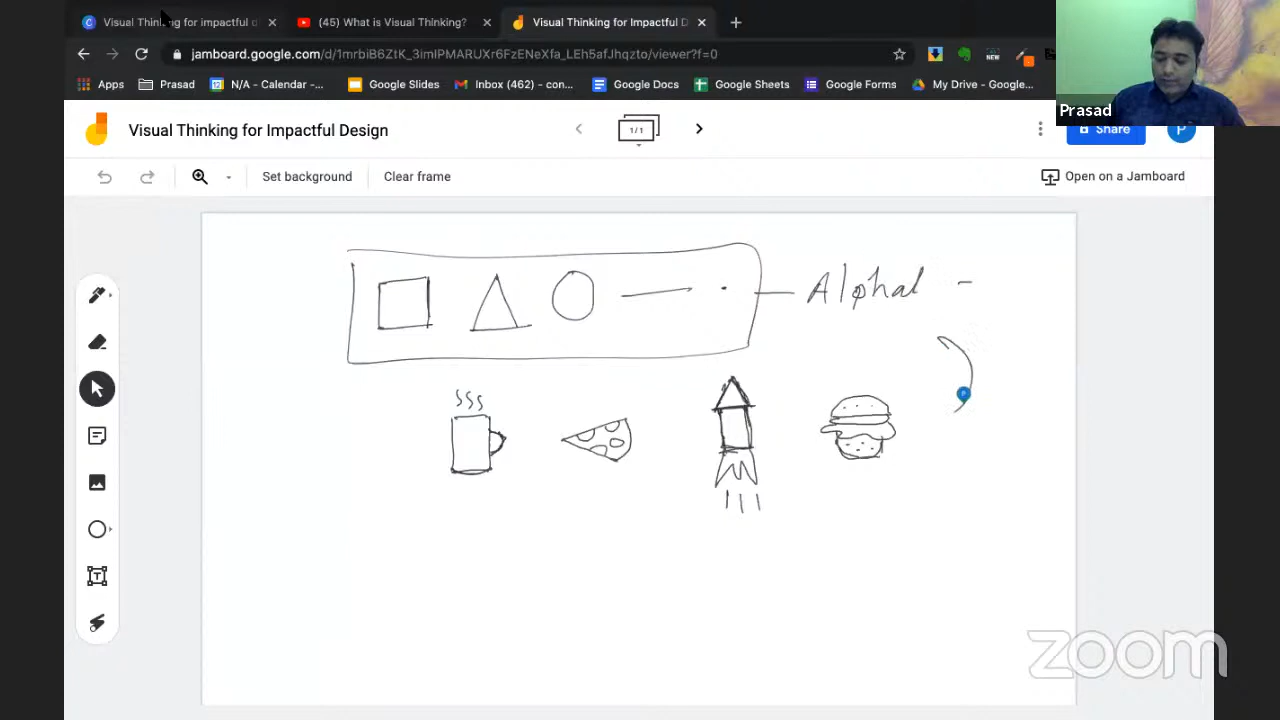 Visual Thinking for impactful d
(45) What is Visual Thinking?
Visual Thinking for Impactful D
jamboard.google.com/d/1mrbiB6ZtK_3imIPMARUXr6FzENeXfa_LEh5afJhqzto/viewer?f=0
NEW
Apps
Prasad
N/A - Calendar -...
Google Slides
Inbox (462) - con...
Google Docs
Google Sheets
Google Forms
My Drive - Google...
Prasad
Visual Thinking for Impactful Design
1/1
Share
P
Set background
Clear frame
Open on a Jamboard
Alphal
P
zoom